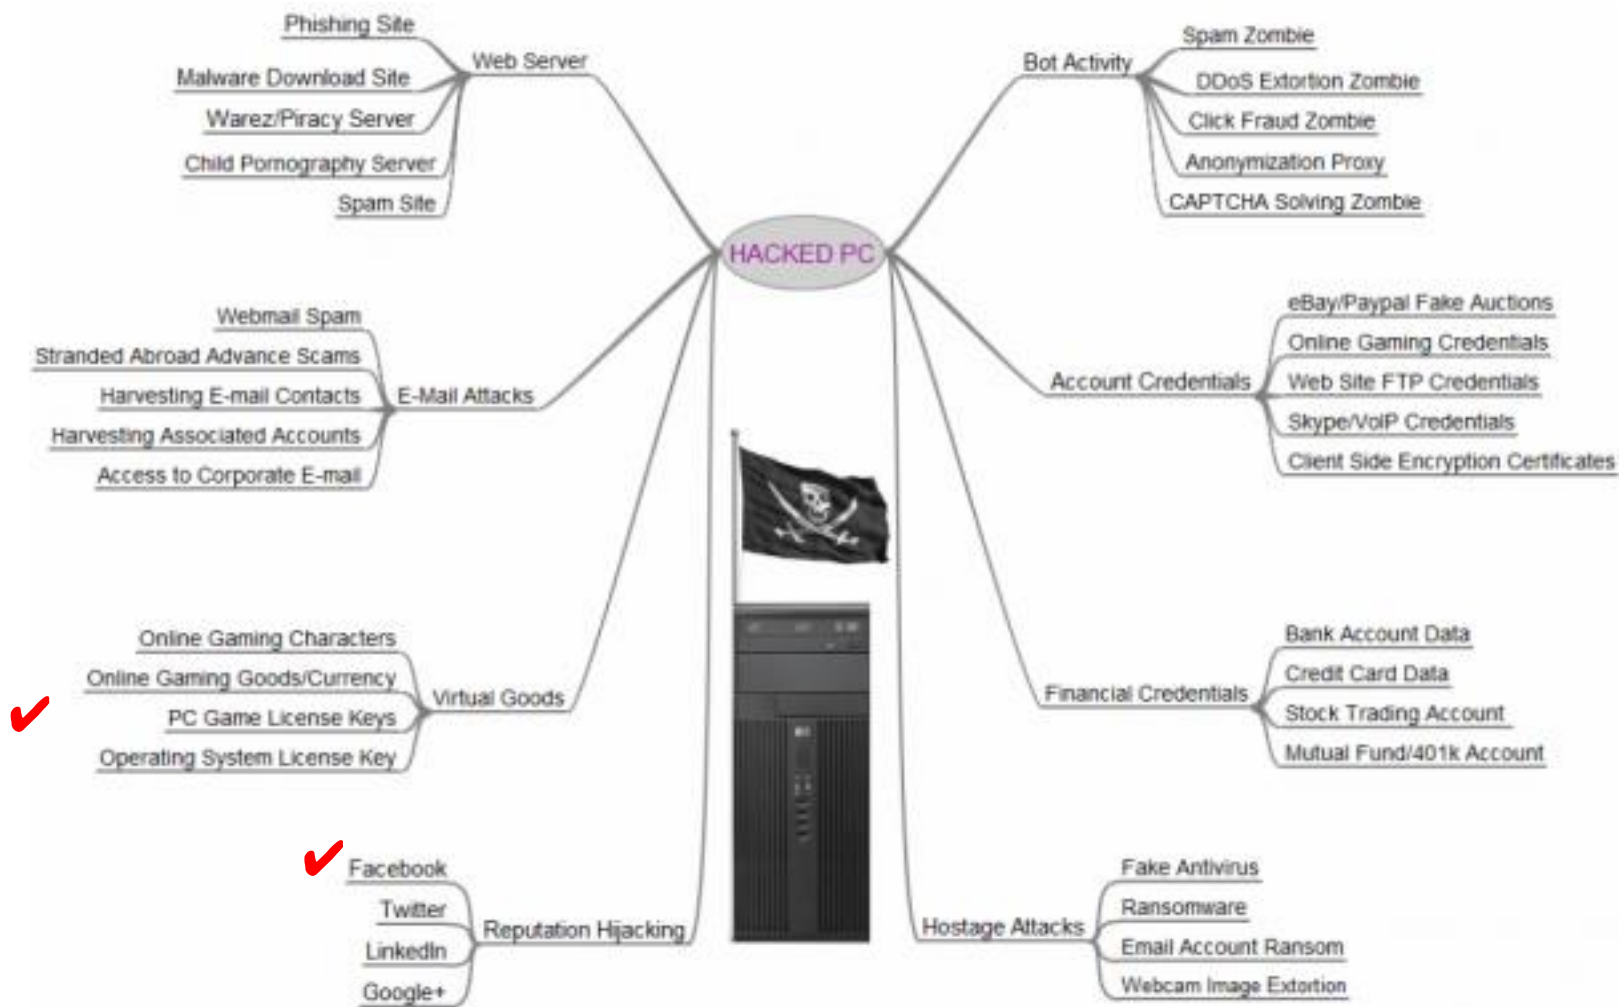 Phishing Site
Malware Download Site
Warez/Piracy Server
Child Pornography Server
Spam Site
Web Server
Webmail Spam
Stranded Abroad Advance Scams
Harvesting E-mail Contacts
Harvesting Associated Accounts
Access to Corporate E-mail
E-Mail Attacks
Online Gaming Characters
Online Gaming Goods/Currency
PC Game License Keys
Operating System License Key
Virtual Goods
Facebook
Twitter
LinkedIn
Google+
Reputation Hijacking
HACKED PC
Bot Activity
Spam Zombie
DDoS Extortion Zombie
Click Fraud Zombie
Anonymization Proxy
CAPTCHA Solving Zombie
Account Credentials
eBay/Paypal Fake Auctions
Online Gaming Credentials
Web Site FTP Credentials
Skype/VoIP Credentials
Client Side Encryption Certificates
Financial Credentials
Bank Account Data
Credit Card Data
Stock Trading Account
Mutual Fund/401k Account
Hostage Attacks
Fake Antivirus
Ransomware
Email Account Ransom
Webcam Image Extortion